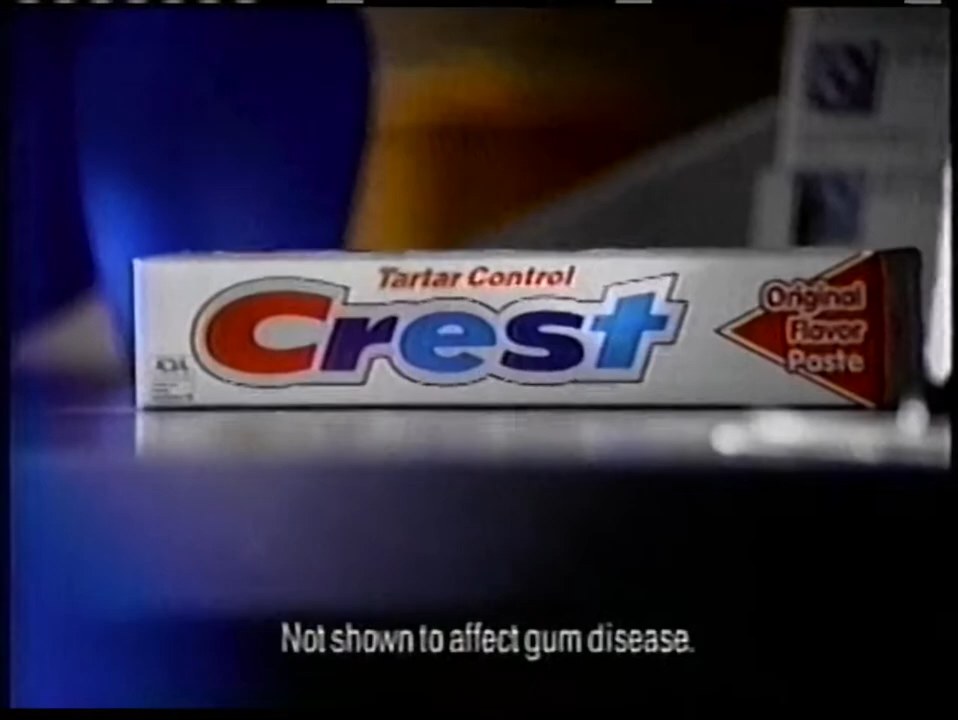 Tartar Control
Crest
Original
Flavor
Paste
Not shown to affect gum disease.